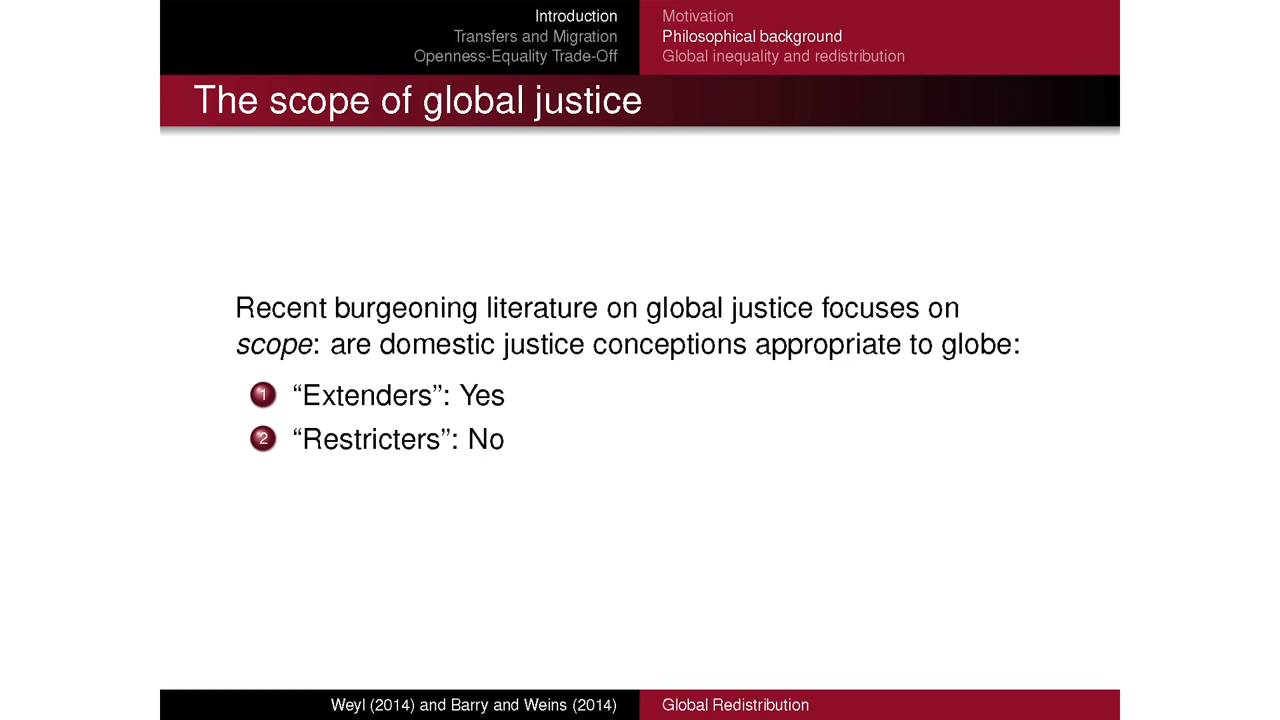 Introduction
Transfers and Migration
Openness-Equality Trade-Off
Motivation
Philosophical background
Global inequality and redistribution
The scope of global justice
Recent burgeoning literature on global justice focuses on
scope: are domestic justice conceptions appropriate to globe:
1 “Extenders”: Yes
2 “Restricters”: No
Weyl (2014) and Barry and Weins (2014)
Global Redistribution